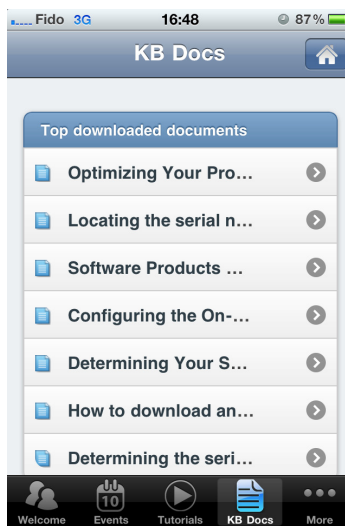 Fido 3G 16:48 87%
KB Docs
Top downloaded documents
Optimizing Your Pro...
Locating the serial n...
Software Products ...
Configuring the On-...
Determining Your S...
How to download an...
Determining the seri...
10
Welcome Events Tutorials KB Docs More